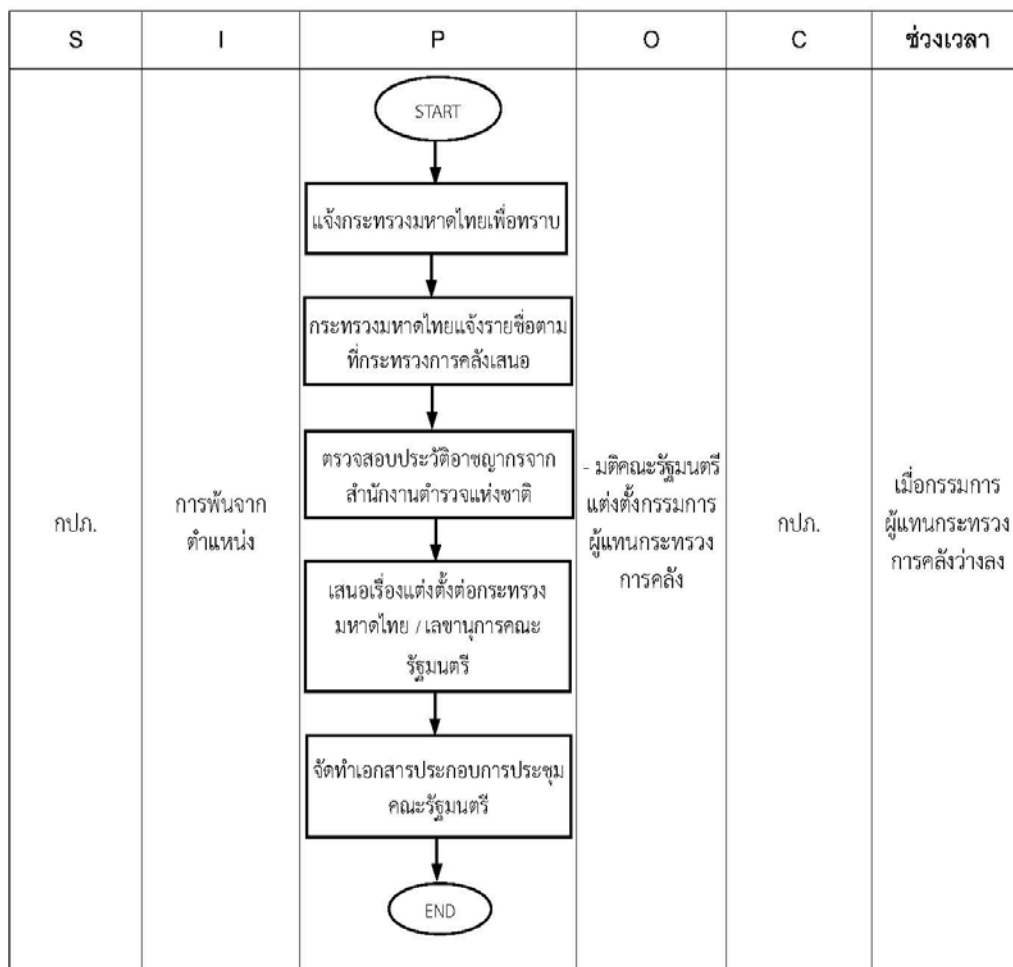 S
I
P
O
C
ช่วงเวลา
กปภ.
การพ้นจาก
ตำแหน่ง
START
แจ้งกระทรวงมหาดไทยเพื่อทราบ
กระทรวงมหาดไทยแจ้งรายชื่อตาม
ที่กระทรวงการคลังเสนอ
ตรวจสอบประวัติอาชญากรจาก
สำนักงานตำรวจแห่งชาติ
เสนอเรื่องแต่งตั้งต่อกระทรวง
มหาดไทย / เลขานุการคณะ
รัฐมนตรี
จัดทำเอกสารประกอบการประชุม
คณะรัฐมนตรี
END
- มติคณะรัฐมนตรี
แต่งตั้งกรรมการ
ผู้แทนกระทรวง
การคลัง
กปภ.
เมื่อกรรมการ
ผู้แทนกระทรวง
การคลังว่างลง